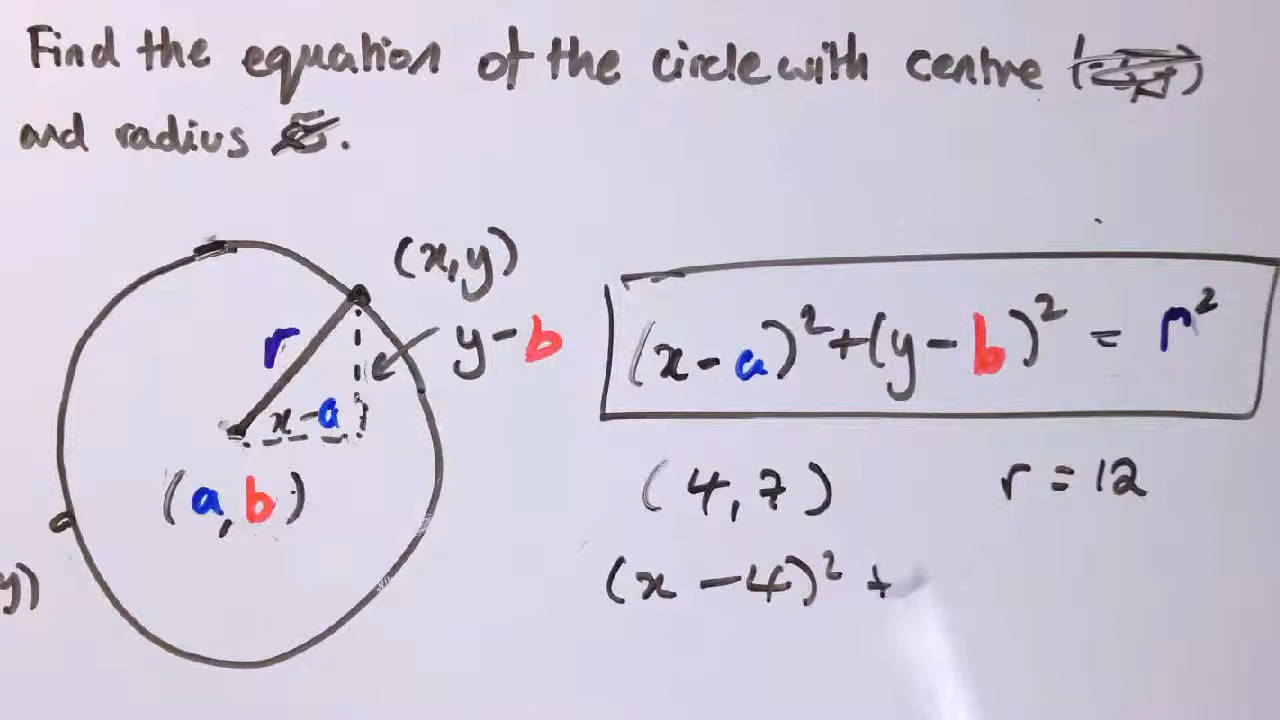 Find the equation of the circle with centre
and radius .
(x,y)
r
y-b
x-a
(a,b)
y)
(x-a)²+(y-b)² = r²
(4,7) r=12
(x-4)² +